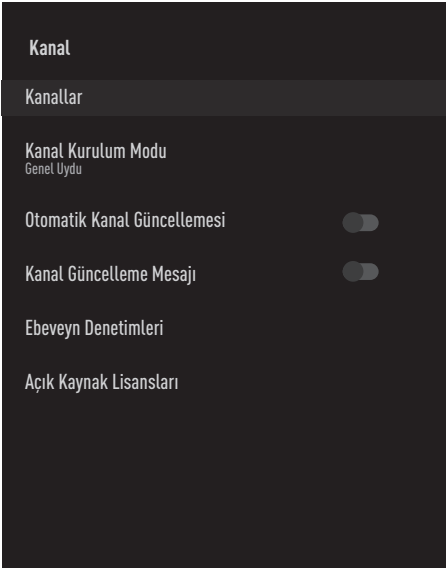 Kanal
Kanallar
Kanal Kurulum Modu
Genel Uydu
Otomatik Kanal Güncellemesi
Kanal Güncelleme Mesajı
Ebeveyn Denetimleri
Açık Kaynak Lisansları